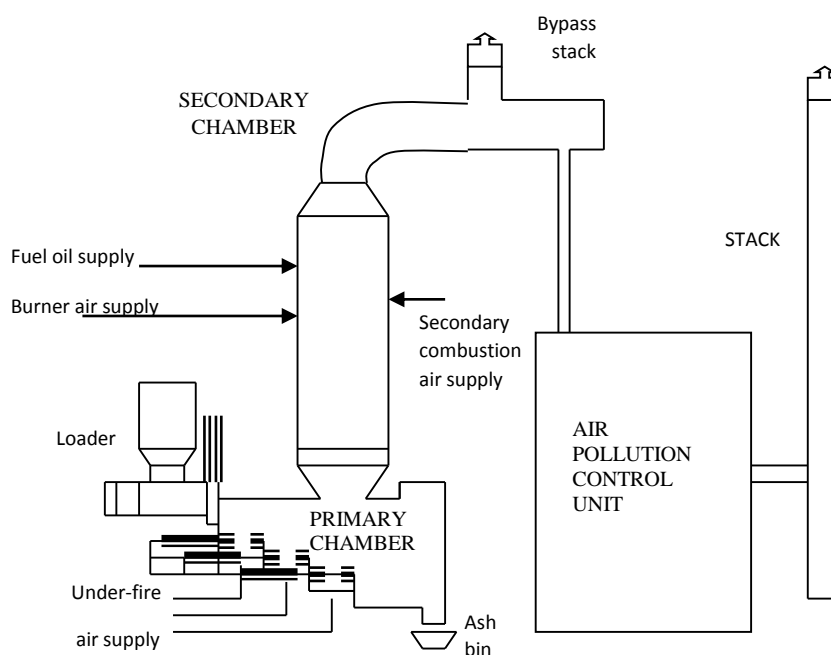 Bypass
stack
SECONDARY
CHAMBER
Fuel oil supply
STACK
Burner air supply
Secondary
combustion
air supply
Loader
AIR
POLLUTION
CONTROL
UNIT
PRIMARY
CHAMBER
Under-fire
air supply
Ash
bin